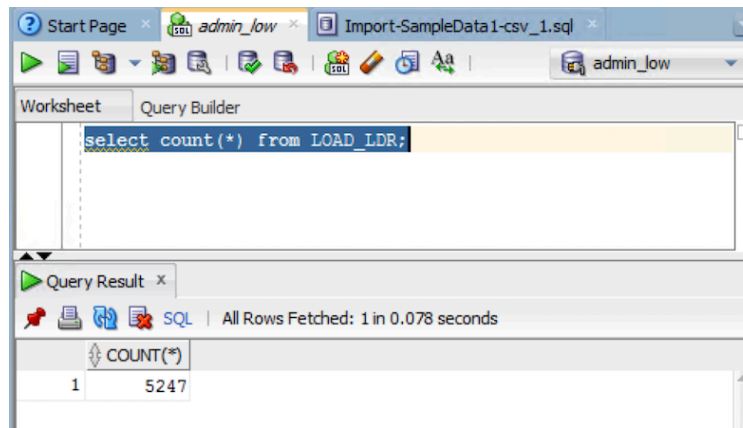 Start Page admin_low Import-SampleData1-csv_1.sql
admin_low
Worksheet Query Builder
select count(*) from LOAD_LDR;
Query Result x
SQL | All Rows Fetched: 1 in 0.078 seconds
COUNT(*)
1 5247